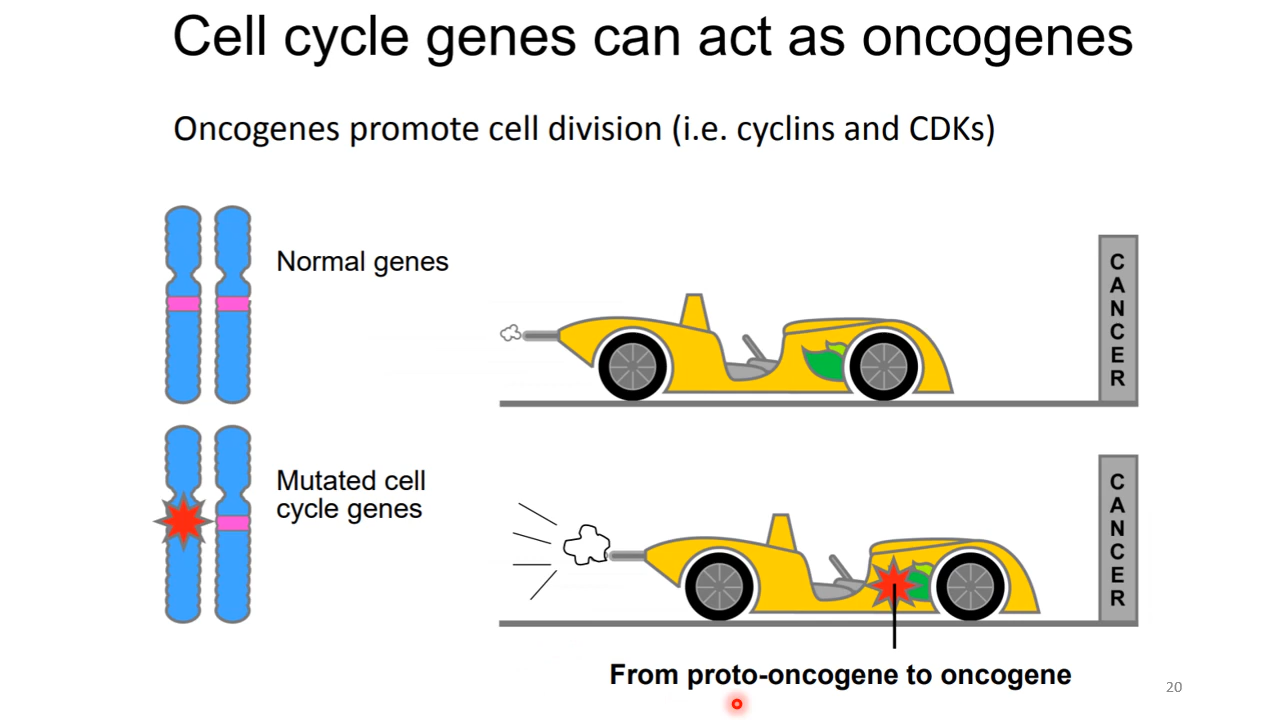 Cell cycle genes can act as oncogenes
Oncogenes promote cell division (i.e. cyclins and CDKs)
Normal genes
CANCER
Mutated cell
cycle genes
CANCER
From proto-oncogene to oncogene
20